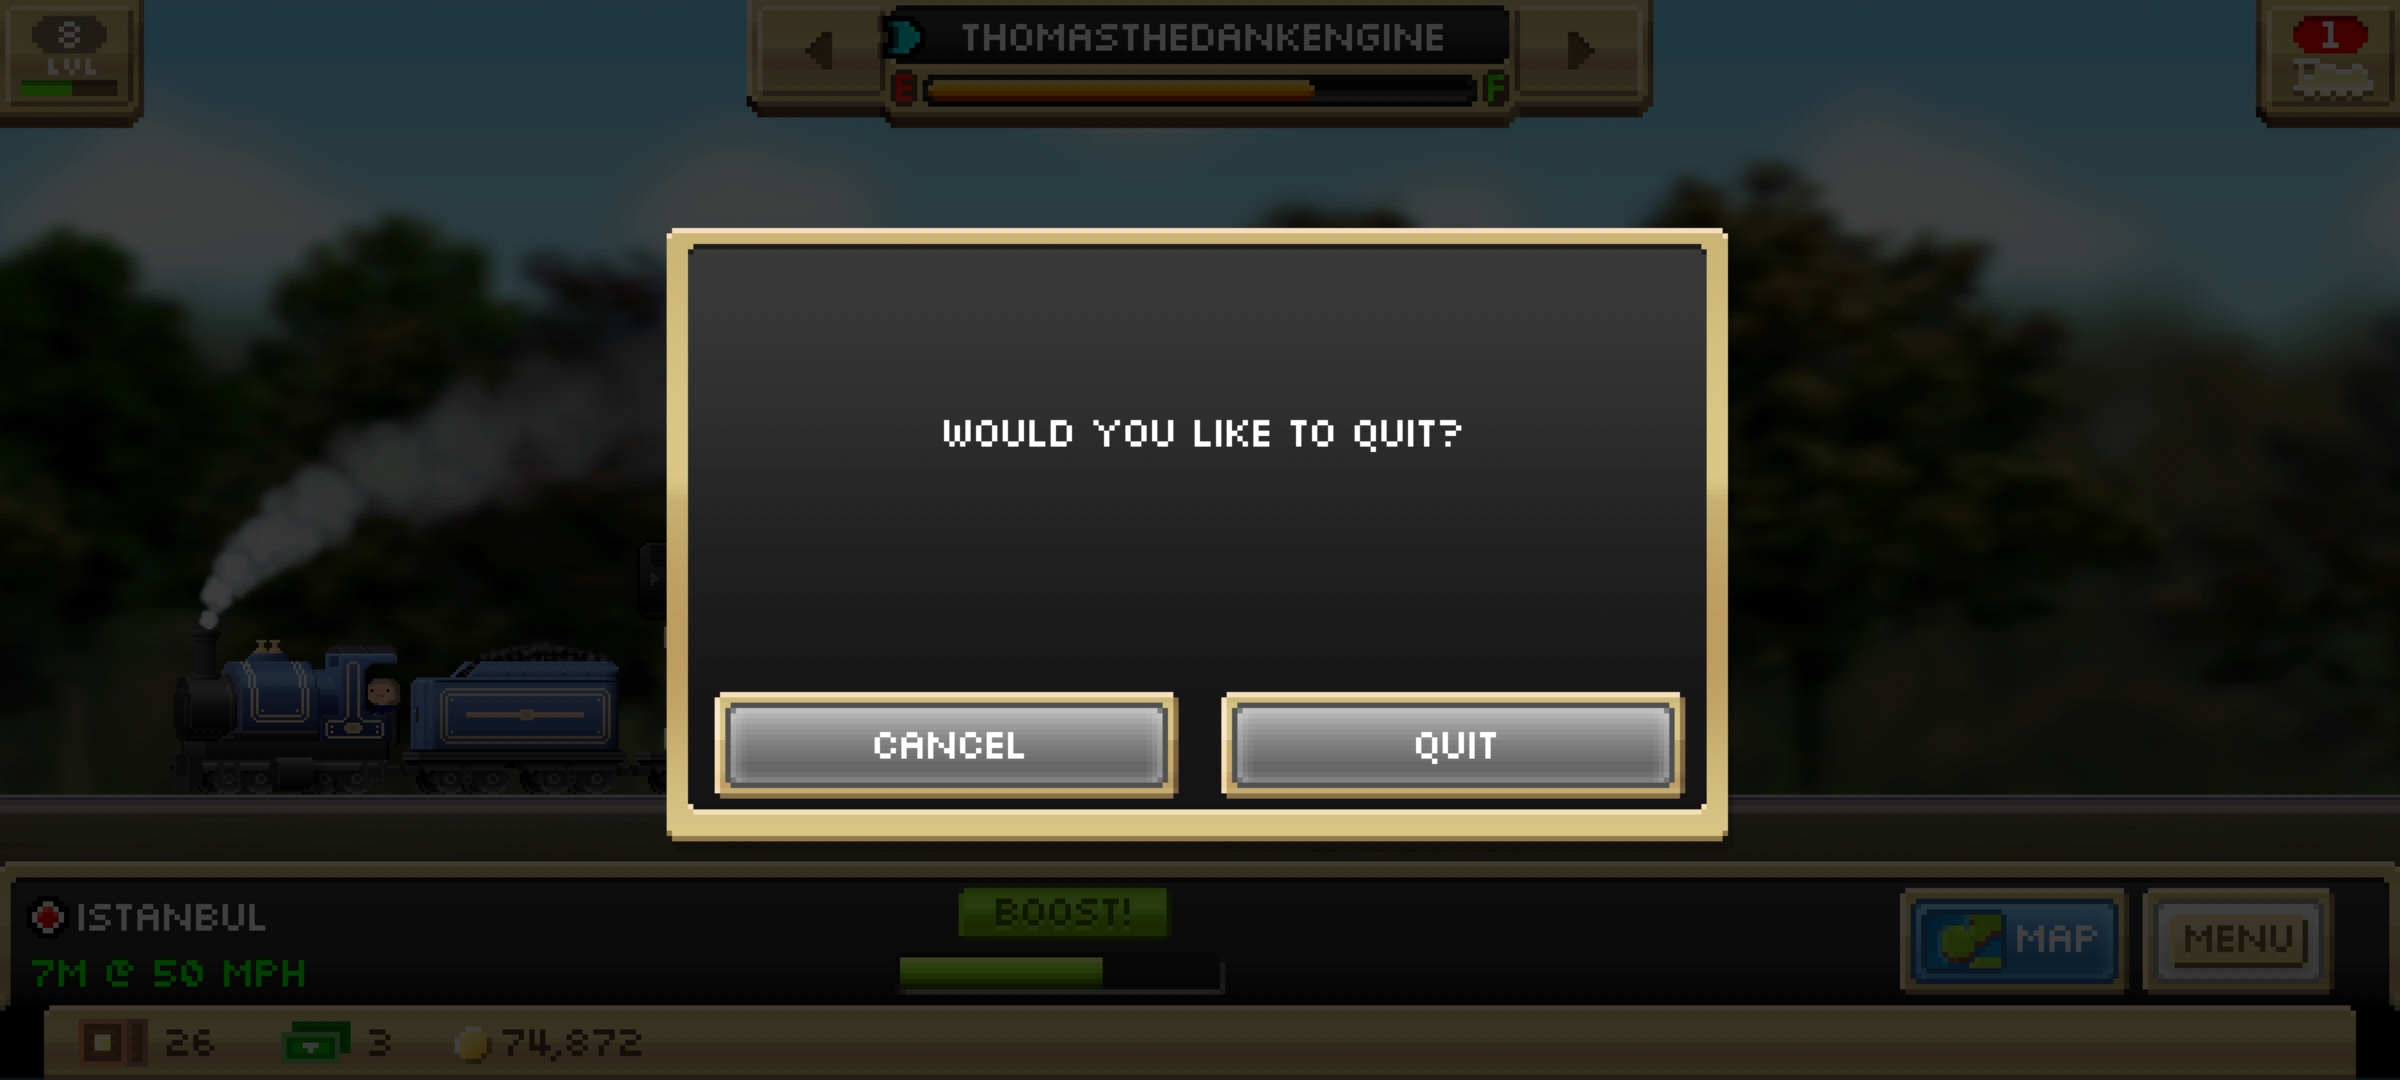 8
LVL
THOMASTHEDANKENGINE
E F
1
WOULD YOU LIKE TO QUIT?
CANCEL QUIT
ISTANBUL
BOOST!
MAP MENU
7M @ 50 MPH
26 3 74,872